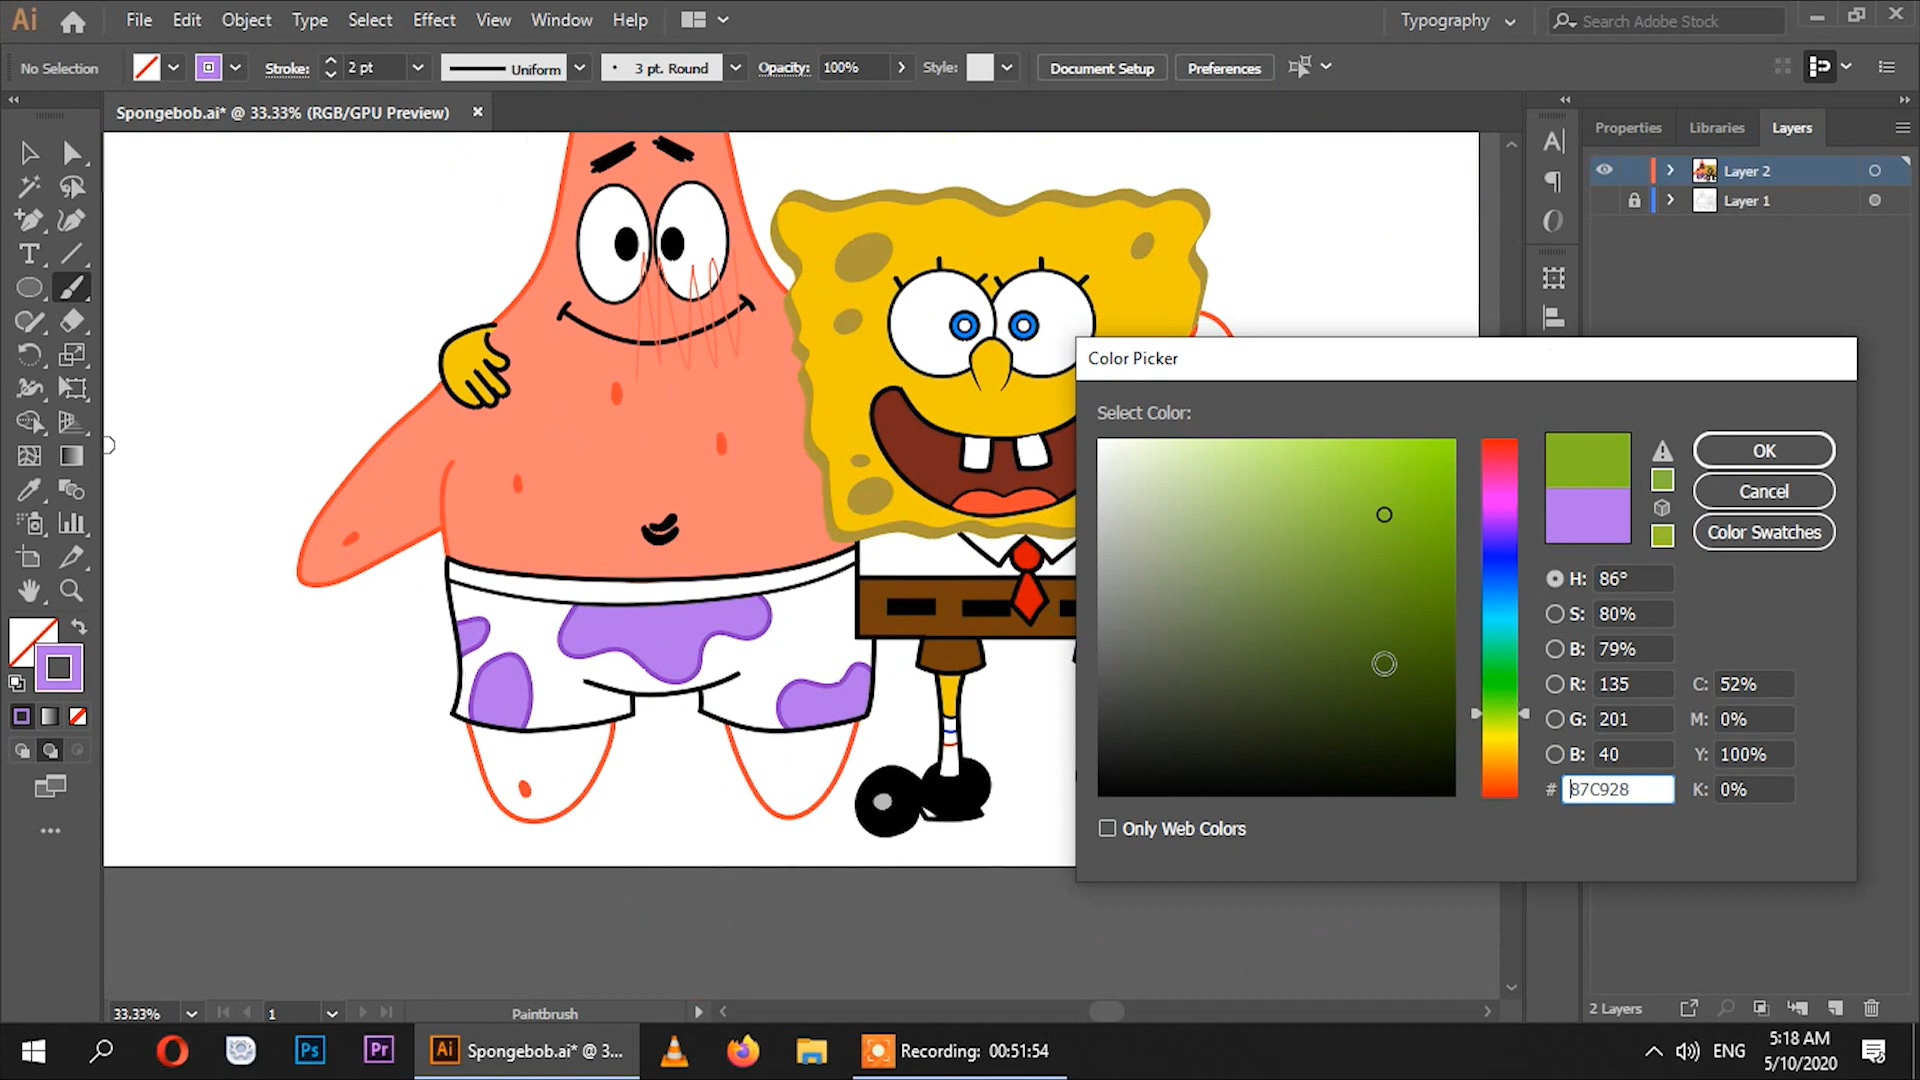 Ai File Edit Object Type Select Effect View Window Help Typography Search Adobe Stock
No Selection Stroke: 2 pt Uniform 3 pt. Round Opacity: 100% Style: Document Setup Preferences
Spongebob.ai* @ 33.33% (RGB/GPU Preview)
Properties Libraries Layers
Layer 2
Layer 1
Color Picker
Select Color:
OK
Cancel
Color Swatches
H: 86°
S: 80%
B: 79%
R: 135 C: 52%
G: 201 M: 0%
B: 40 Y: 100%
# 87C928 K: 0%
Only Web Colors
33.33% 1 Paintbrush 2 Layers
Ps Pr Ai Spongebob.ai* @ 3... Recording: 00:51:54 ENG
5:18 AM
5/10/2020